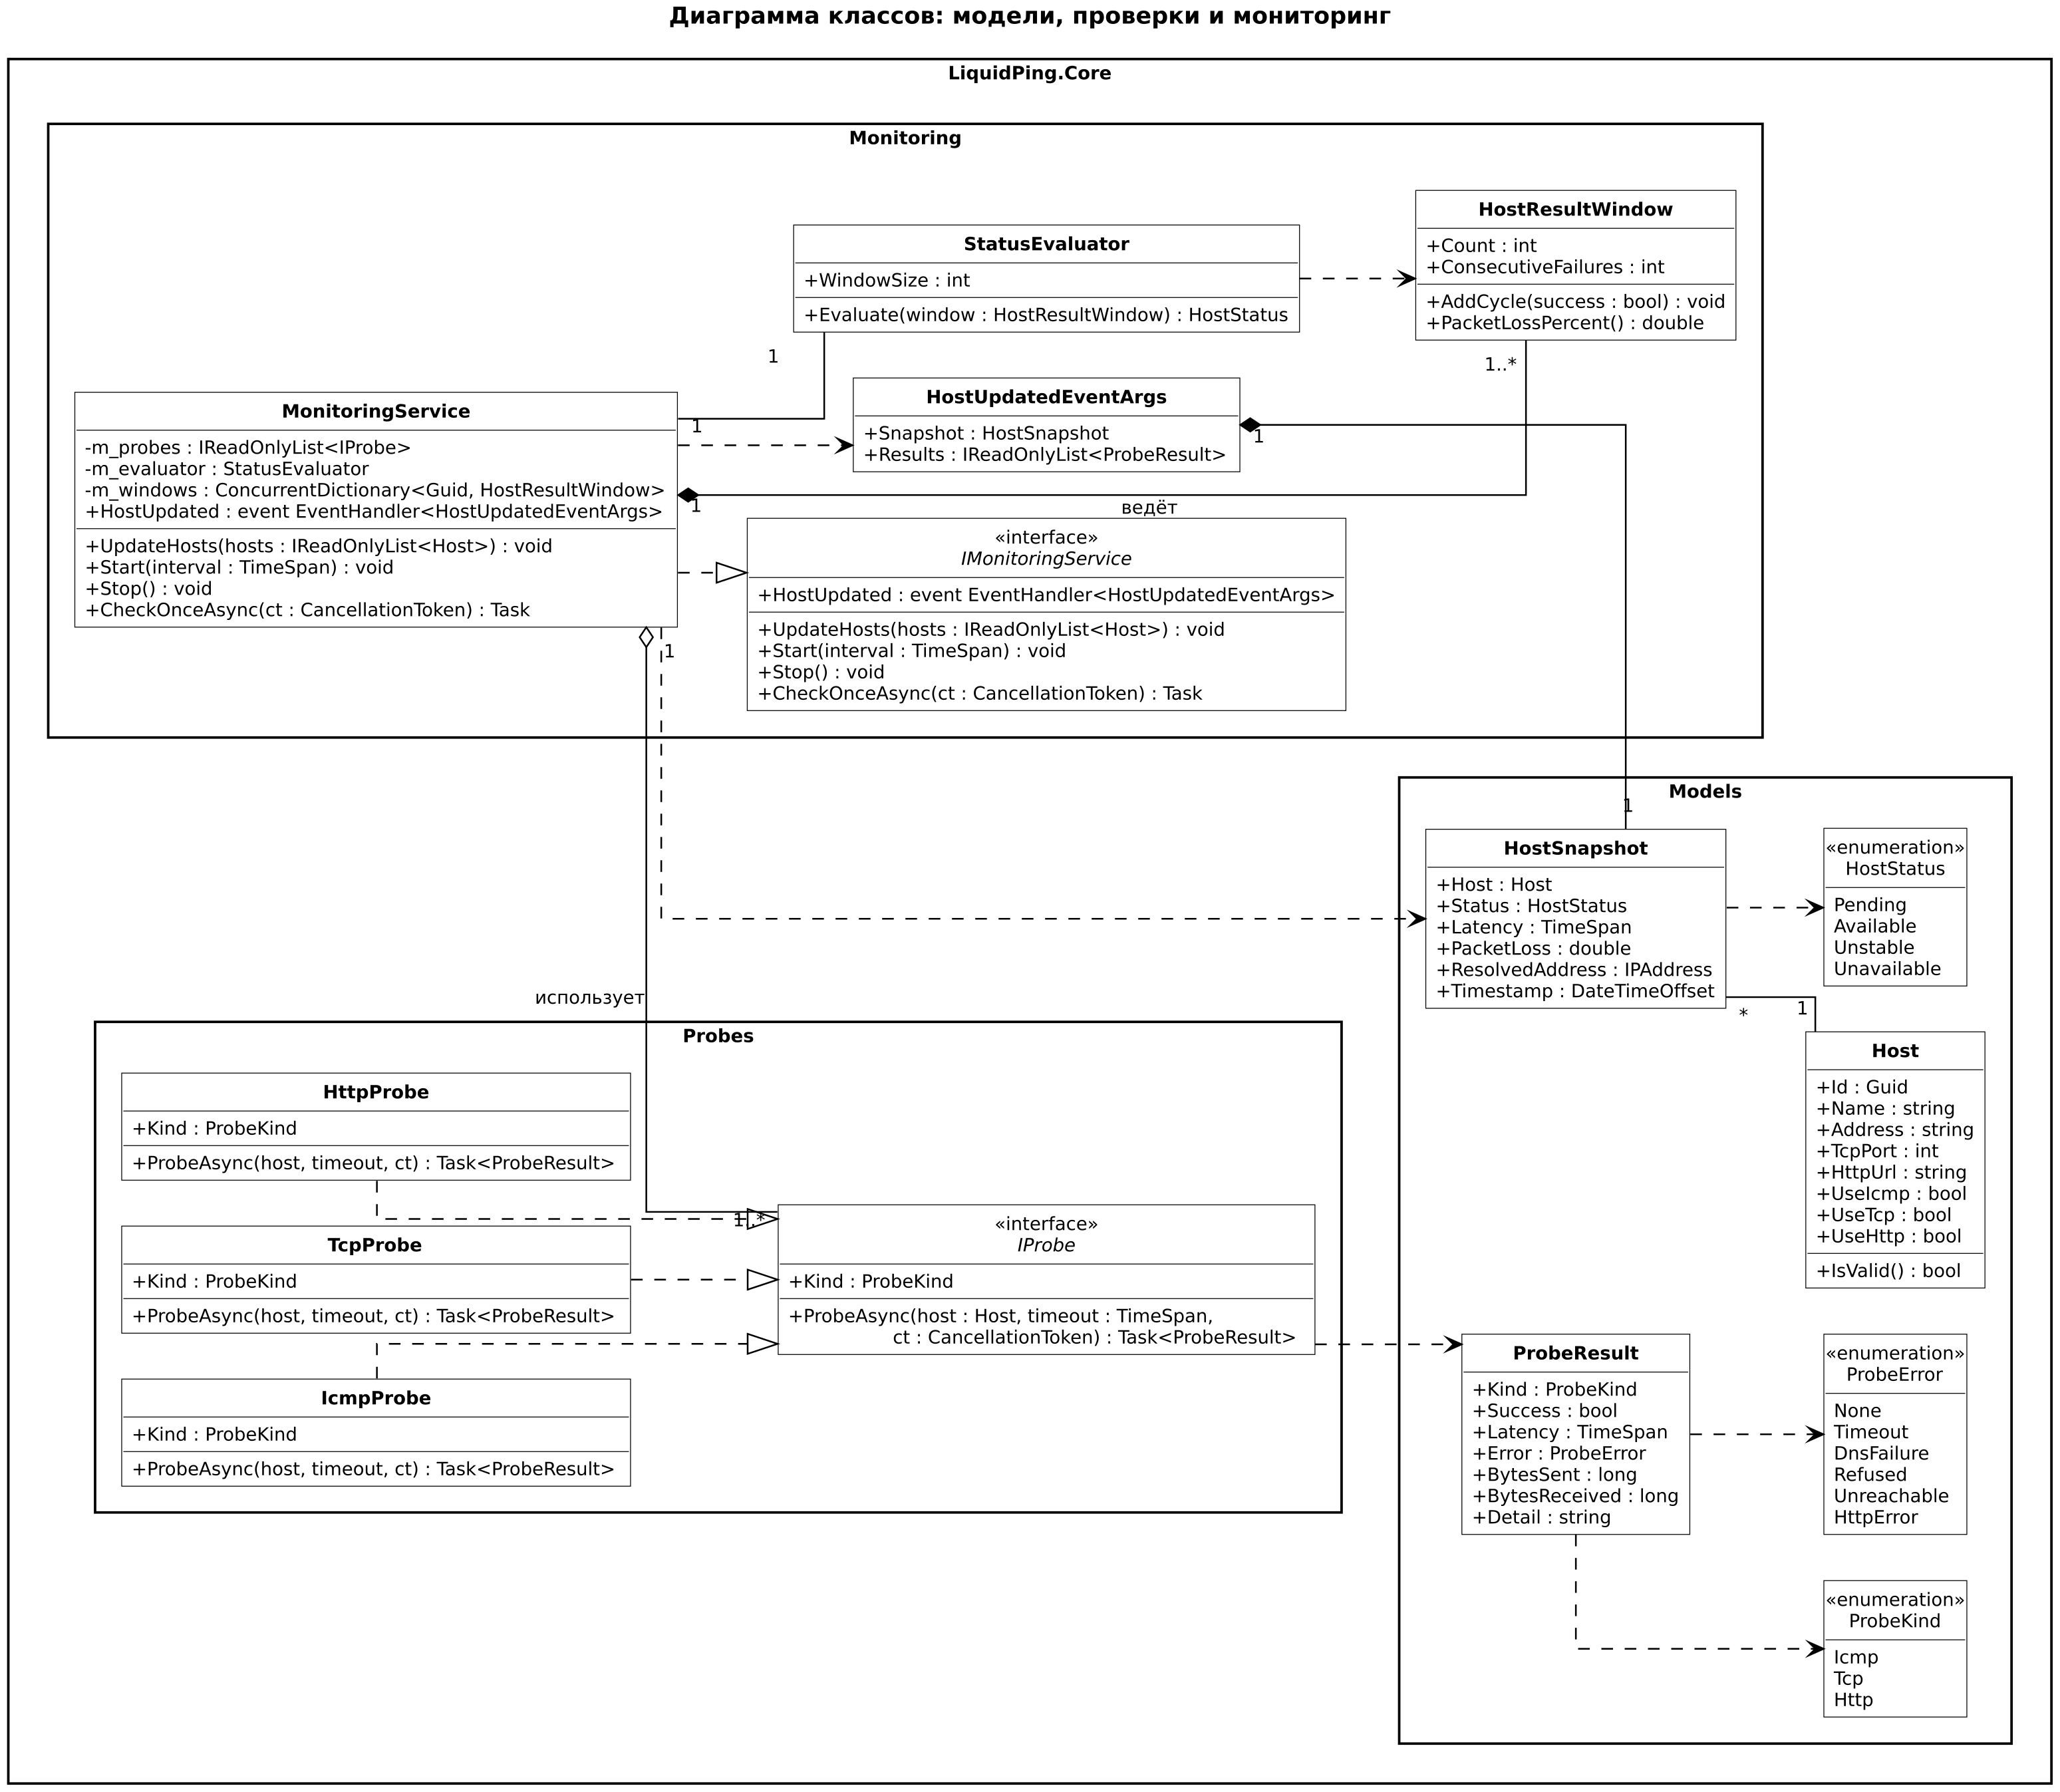 Диаграмма классов: модели, проверки и мониторинг
LiquidPing.Core
Monitoring
HostResultWindow
+Count : int
+ConsecutiveFailures : int
+AddCycle(success : bool) : void
+PacketLossPercent() : double
StatusEvaluator
+WindowSize : int
+Evaluate(window : HostResultWindow) : HostStatus
1
1..*
HostUpdatedEventArgs
+Snapshot : HostSnapshot
+Results : IReadOnlyList<ProbeResult>
1
MonitoringService
-m_probes : IReadOnlyList<IProbe>
-m_evaluator : StatusEvaluator
-m_windows : ConcurrentDictionary<Guid, HostResultWindow>
+HostUpdated : event EventHandler<HostUpdatedEventArgs>
+UpdateHosts(hosts : IReadOnlyList<Host>) : void
+Start(interval : TimeSpan) : void
+Stop() : void
+CheckOnceAsync(ct : CancellationToken) : Task
1
1
ведёт
1
«interface»
IMonitoringService
+HostUpdated : event EventHandler<HostUpdatedEventArgs>
+UpdateHosts(hosts : IReadOnlyList<Host>) : void
+Start(interval : TimeSpan) : void
+Stop() : void
+CheckOnceAsync(ct : CancellationToken) : Task
Models
1
HostSnapshot
+Host : Host
+Status : HostStatus
+Latency : TimeSpan
+PacketLoss : double
+ResolvedAddress : IPAddress
+Timestamp : DateTimeOffset
«enumeration»
HostStatus
Pending
Available
Unstable
Unavailable
*
1
Host
+Id : Guid
+Name : string
+Address : string
+TcpPort : int
+HttpUrl : string
+UseIcmp : bool
+UseTcp : bool
+UseHttp : bool
+IsValid() : bool
использует
Probes
HttpProbe
+Kind : ProbeKind
+ProbeAsync(host, timeout, ct) : Task<ProbeResult>
TcpProbe
+Kind : ProbeKind
+ProbeAsync(host, timeout, ct) : Task<ProbeResult>
IcmpProbe
+Kind : ProbeKind
+ProbeAsync(host, timeout, ct) : Task<ProbeResult>
1..*
«interface»
IProbe
+Kind : ProbeKind
+ProbeAsync(host : Host, timeout : TimeSpan,
ct : CancellationToken) : Task<ProbeResult>
ProbeResult
+Kind : ProbeKind
+Success : bool
+Latency : TimeSpan
+Error : ProbeError
+BytesSent : long
+BytesReceived : long
+Detail : string
«enumeration»
ProbeError
None
Timeout
DnsFailure
Refused
Unreachable
HttpError
«enumeration»
ProbeKind
Icmp
Tcp
Http